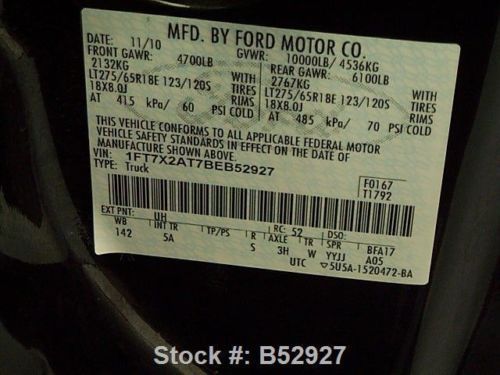 MFD. BY FORD MOTOR CO.
DATE: 11/10 GVWR: 10000LB/ 4536KG
FRONT GAWR: 4700LB REAR GAWR: 6100LB
2132KG WITH 2767KG WITH
LT275/65R18E 123/120S TIRES LT275/65R18E 123/120S TIRES
18X8.0J RIMS 18X8.0J RIMS
AT 415 kPa/ 60 PSI COLD AT 485 kPa/ 70 PSI COLD
THIS VEHICLE CONFORMS TO ALL APPLICABLE FEDERAL MOTOR
VEHICLE SAFETY STANDARDS IN EFFECT ON THE DATE OF
MANUFACTURE SHOWN ABOVE.
VIN: 1FT7X2AT7BEB52927
TYPE: Truck
F0167
T1792
EXT PNT: UH RC: 52 DSO:
WB INT TR TP/PS R AXLE TR SPR BFA17
142 5A S 3H W YYJJ A05
UTC 5U5A-1520472-BA
Stock #: B52927